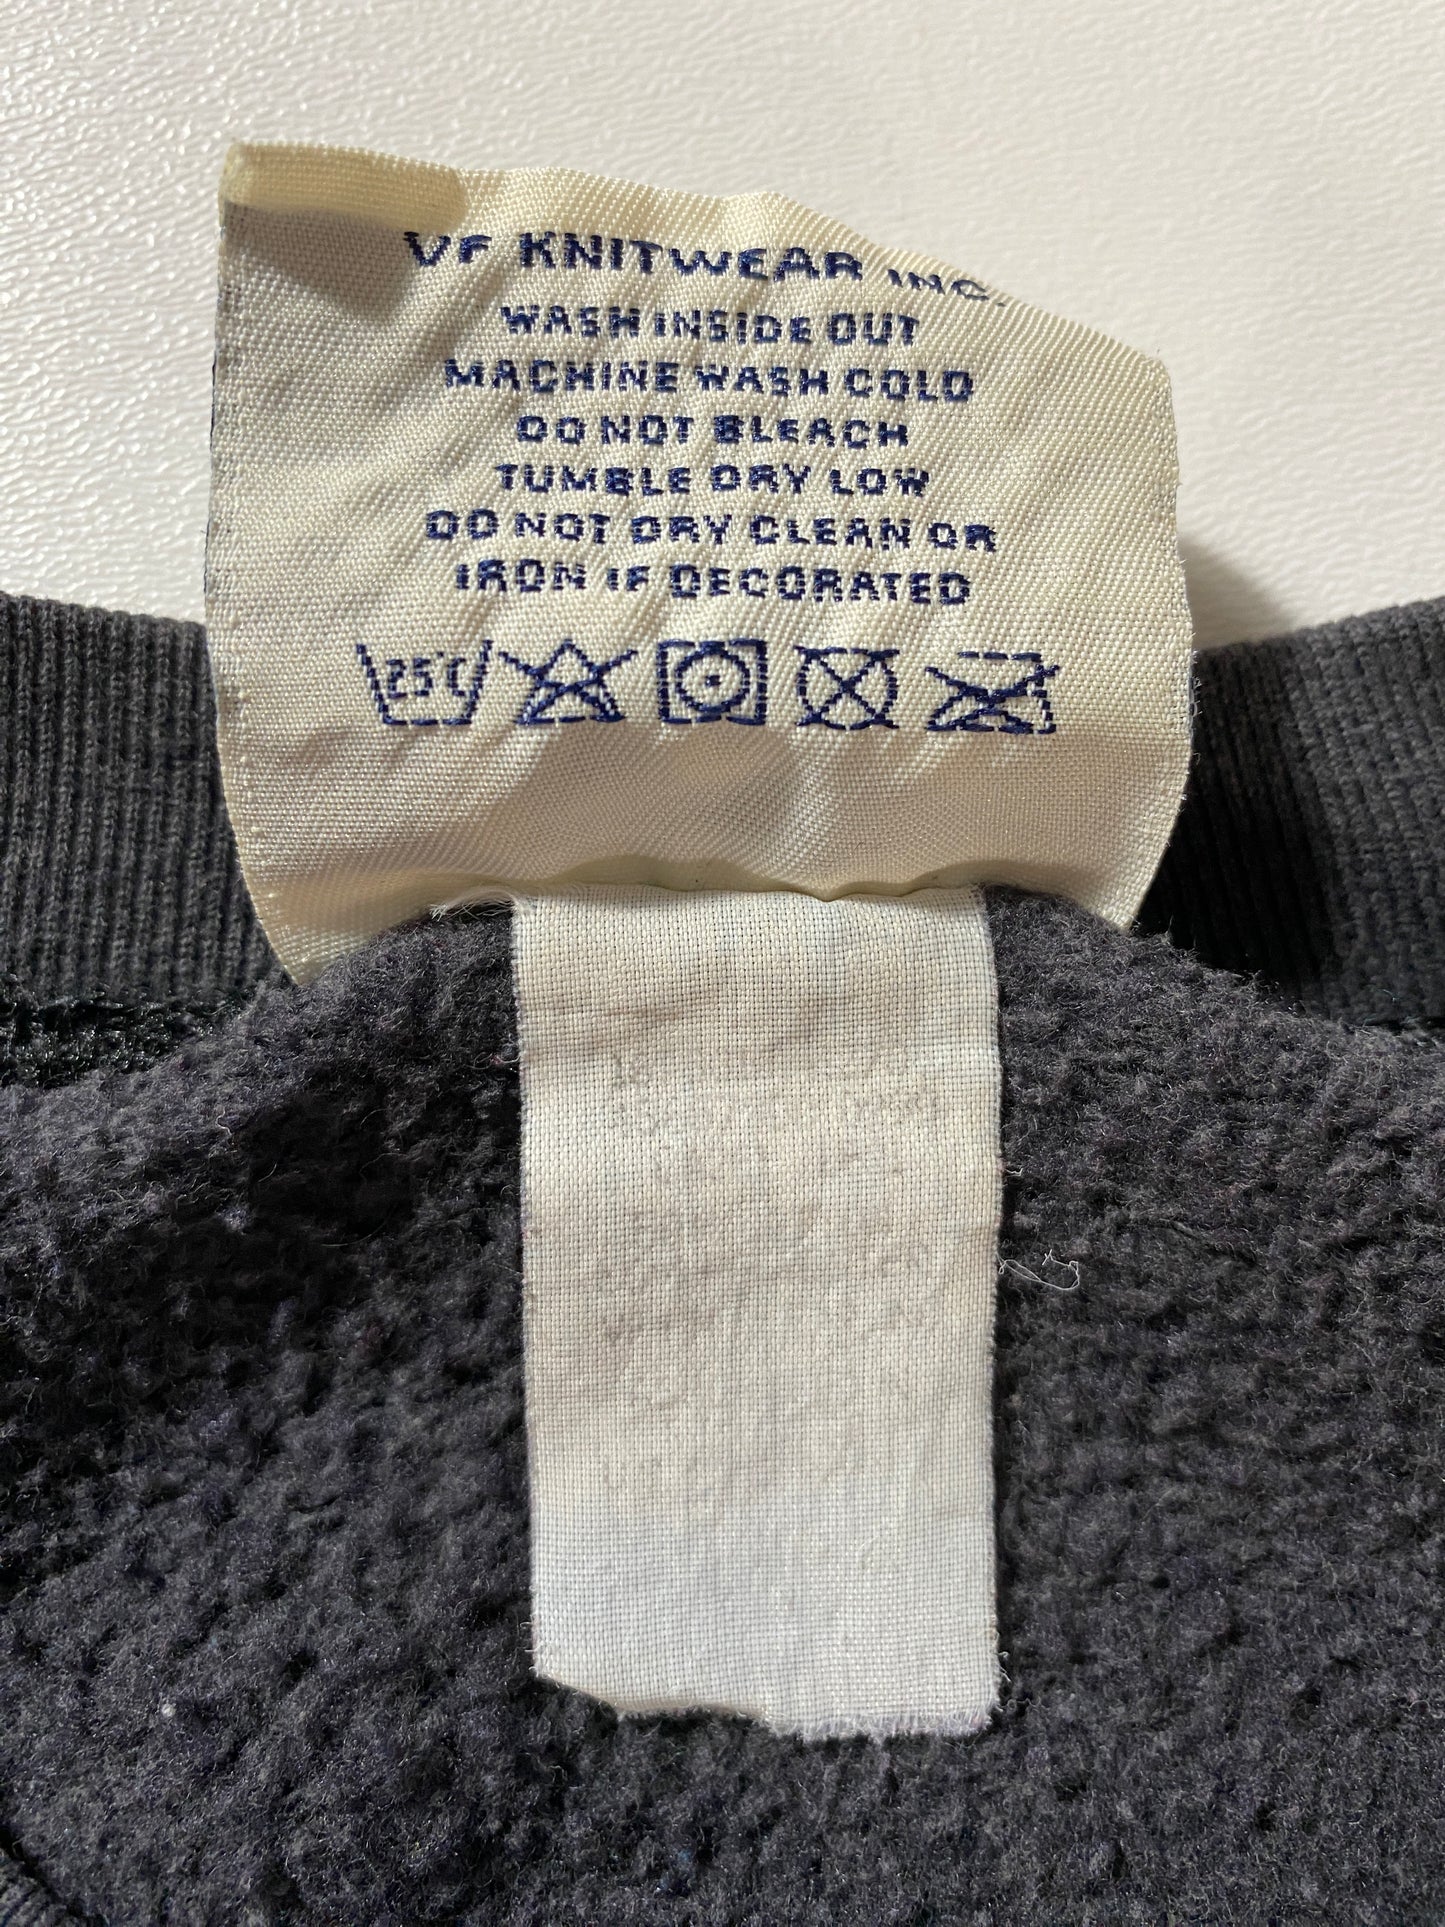 VF KNITWEAR INC.
WASH INSIDE OUT
MACHINE WASH COLD
DO NOT BLEACH
TUMBLE DRY LOW
DO NOT DRY CLEAN OR
IRON IF DECORATED
25°C